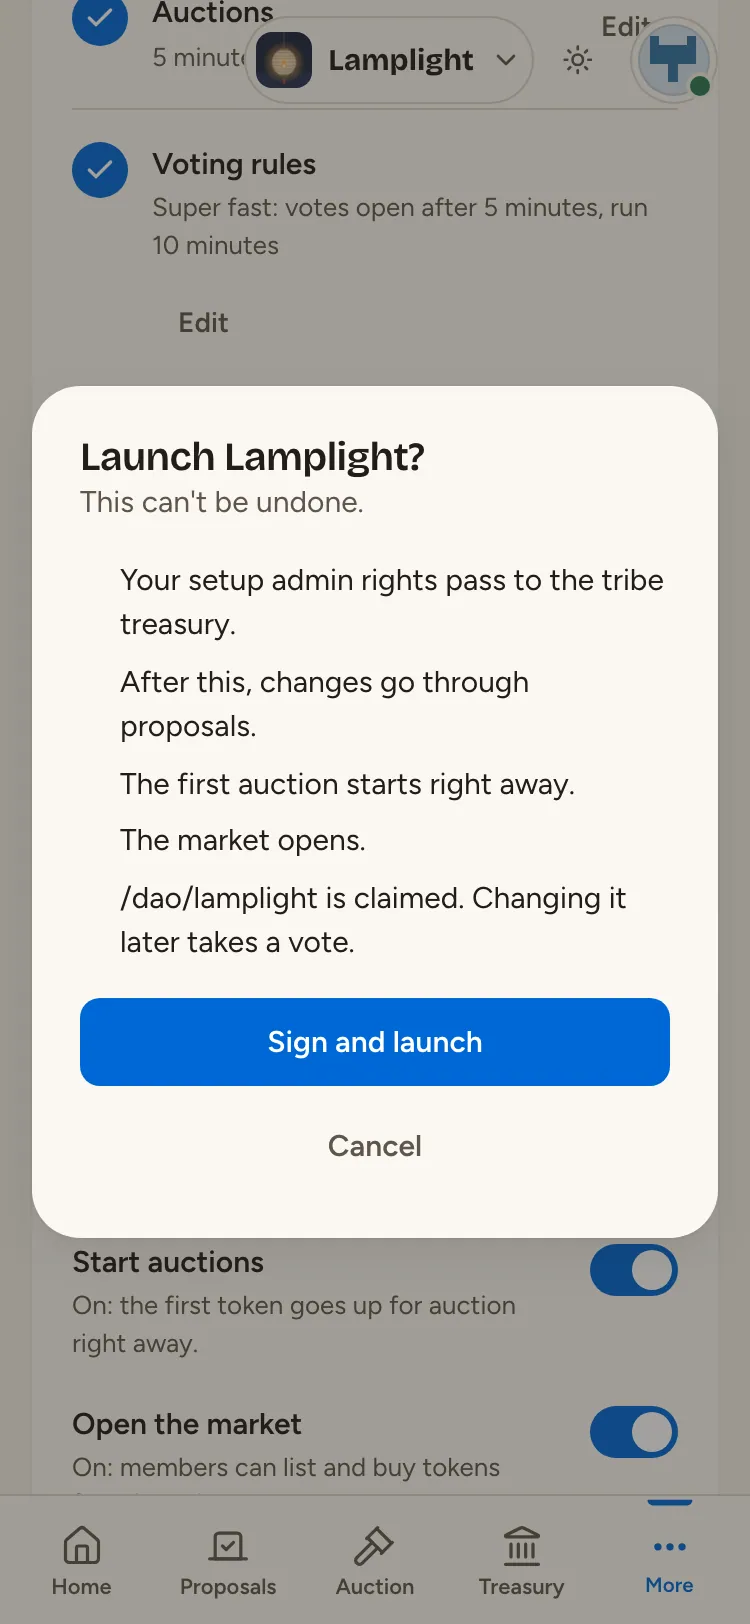 Auctions
Edit
5 minute
Lamplight
Voting rules
Super fast: votes open after 5 minutes, run
10 minutes
Edit
Launch Lamplight?
This can't be undone.
Your setup admin rights pass to the tribe
treasury.
After this, changes go through
proposals.
The first auction starts right away.
The market opens.
/dao/lamplight is claimed. Changing it
later takes a vote.
Sign and launch
Cancel
Start auctions
On: the first token goes up for auction
right away.
Open the market
On: members can list and buy tokens
Home
Proposals
Auction
Treasury
More